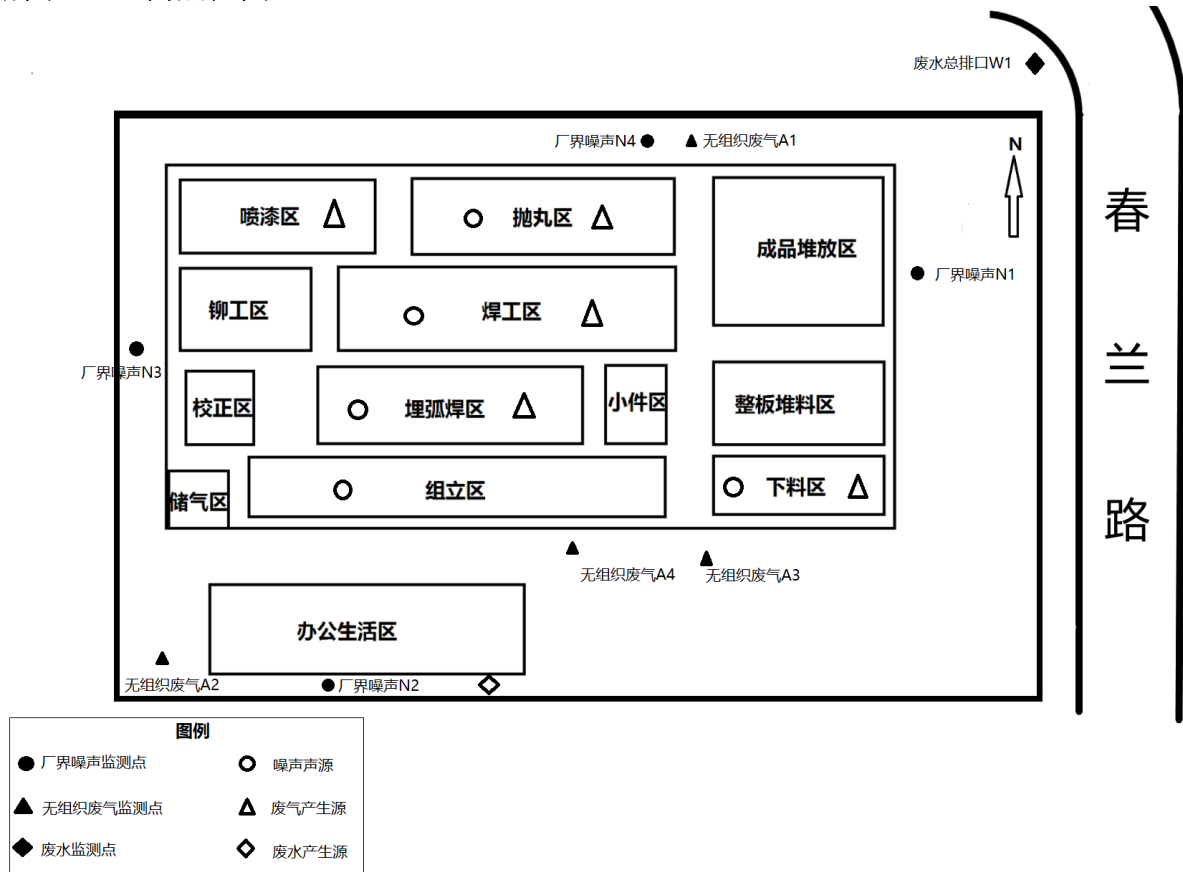 废水总排口W1
厂界噪声N4
无组织废气A1
N
春兰路
喷漆区
抛丸区
成品堆放区
厂界噪声N1
铆工区
焊工区
厂界噪声N3
校正区
埋弧焊区
小件区
整板堆料区
储气区
组立区
下料区
无组织废气A4
无组织废气A3
办公生活区
无组织废气A2
厂界噪声N2
图例
厂界噪声监测点
噪声声源
无组织废气监测点
废气产生源
废水监测点
废水产生源